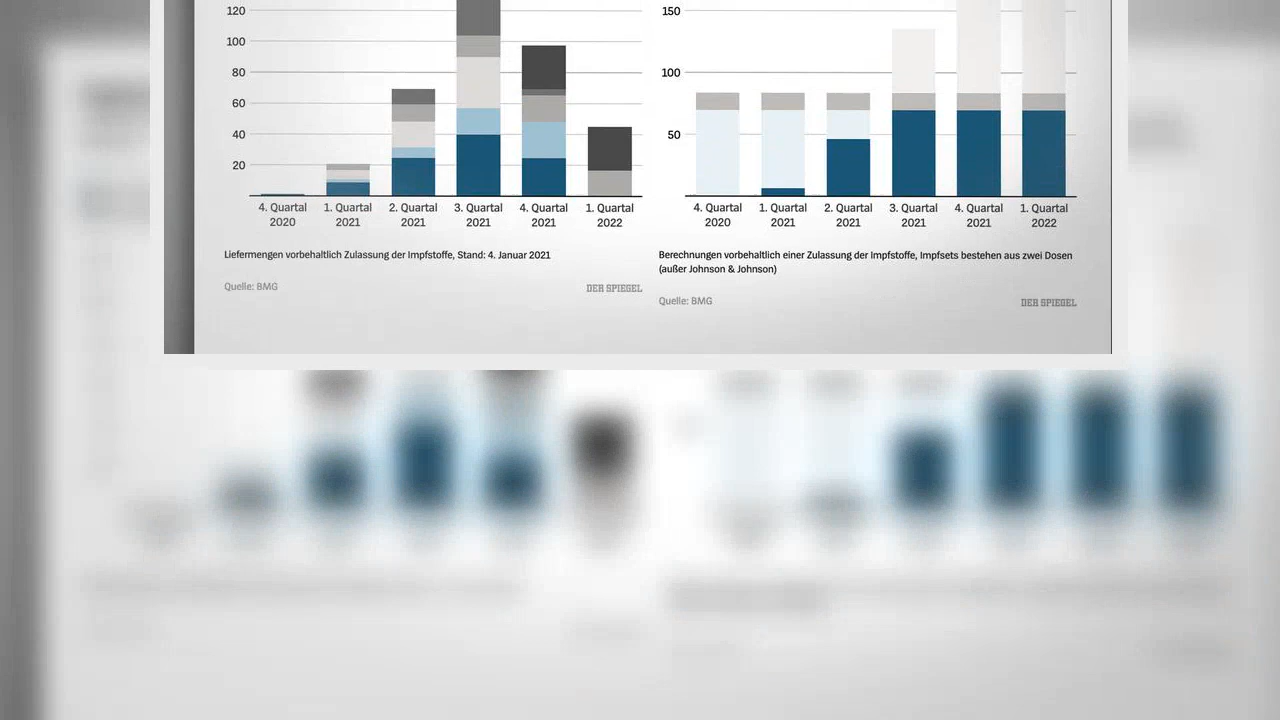 120
100
80
60
40
20
4. Quartal 1. Quartal 2. Quartal 3. Quartal 4. Quartal 1. Quartal
2020 2021 2021 2021 2021 2022
Liefermengen vorbehaltlich Zulassung der Impfstoffe, Stand: 4. Januar 2021
Quelle: BMG
DER SPIEGEL
150
100
50
4. Quartal 1. Quartal 2. Quartal 3. Quartal 4. Quartal 1. Quartal
2020 2021 2021 2021 2021 2022
Berechnungen vorbehaltlich einer Zulassung der Impfstoffe, Impfsets bestehen aus zwei Dosen
(außer Johnson & Johnson)
Quelle: BMG
DER SPIEGEL